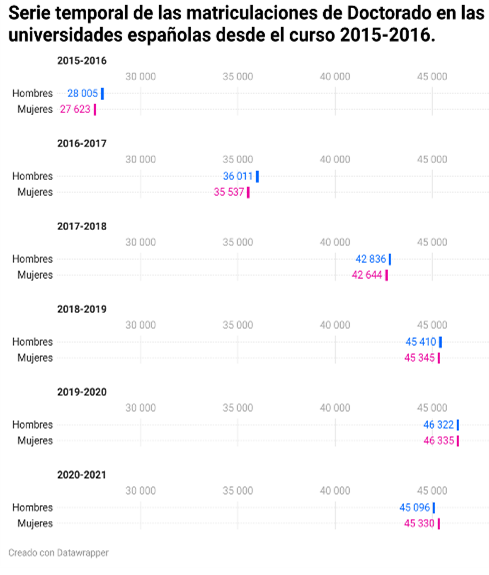 Serie temporal de las matriculaciones de Doctorado en las
universidades españolas desde el curso 2015-2016.
2015-2016
30 000 35 000 40 000 45 000
Hombres 28 005
Mujeres 27 623
2016-2017
30 000 35 000 40 000 45 000
Hombres 36 011
Mujeres 35 537
2017-2018
30 000 35 000 40 000 45 000
Hombres 42 836
Mujeres 42 644
2018-2019
30 000 35 000 40 000 45 000
Hombres 45 410
Mujeres 45 345
2019-2020
30 000 35 000 40 000 45 000
Hombres 46 322
Mujeres 46 335
2020-2021
30 000 35 000 40 000 45 000
Hombres 45 096
Mujeres 45 330
Creado con Datawrapper